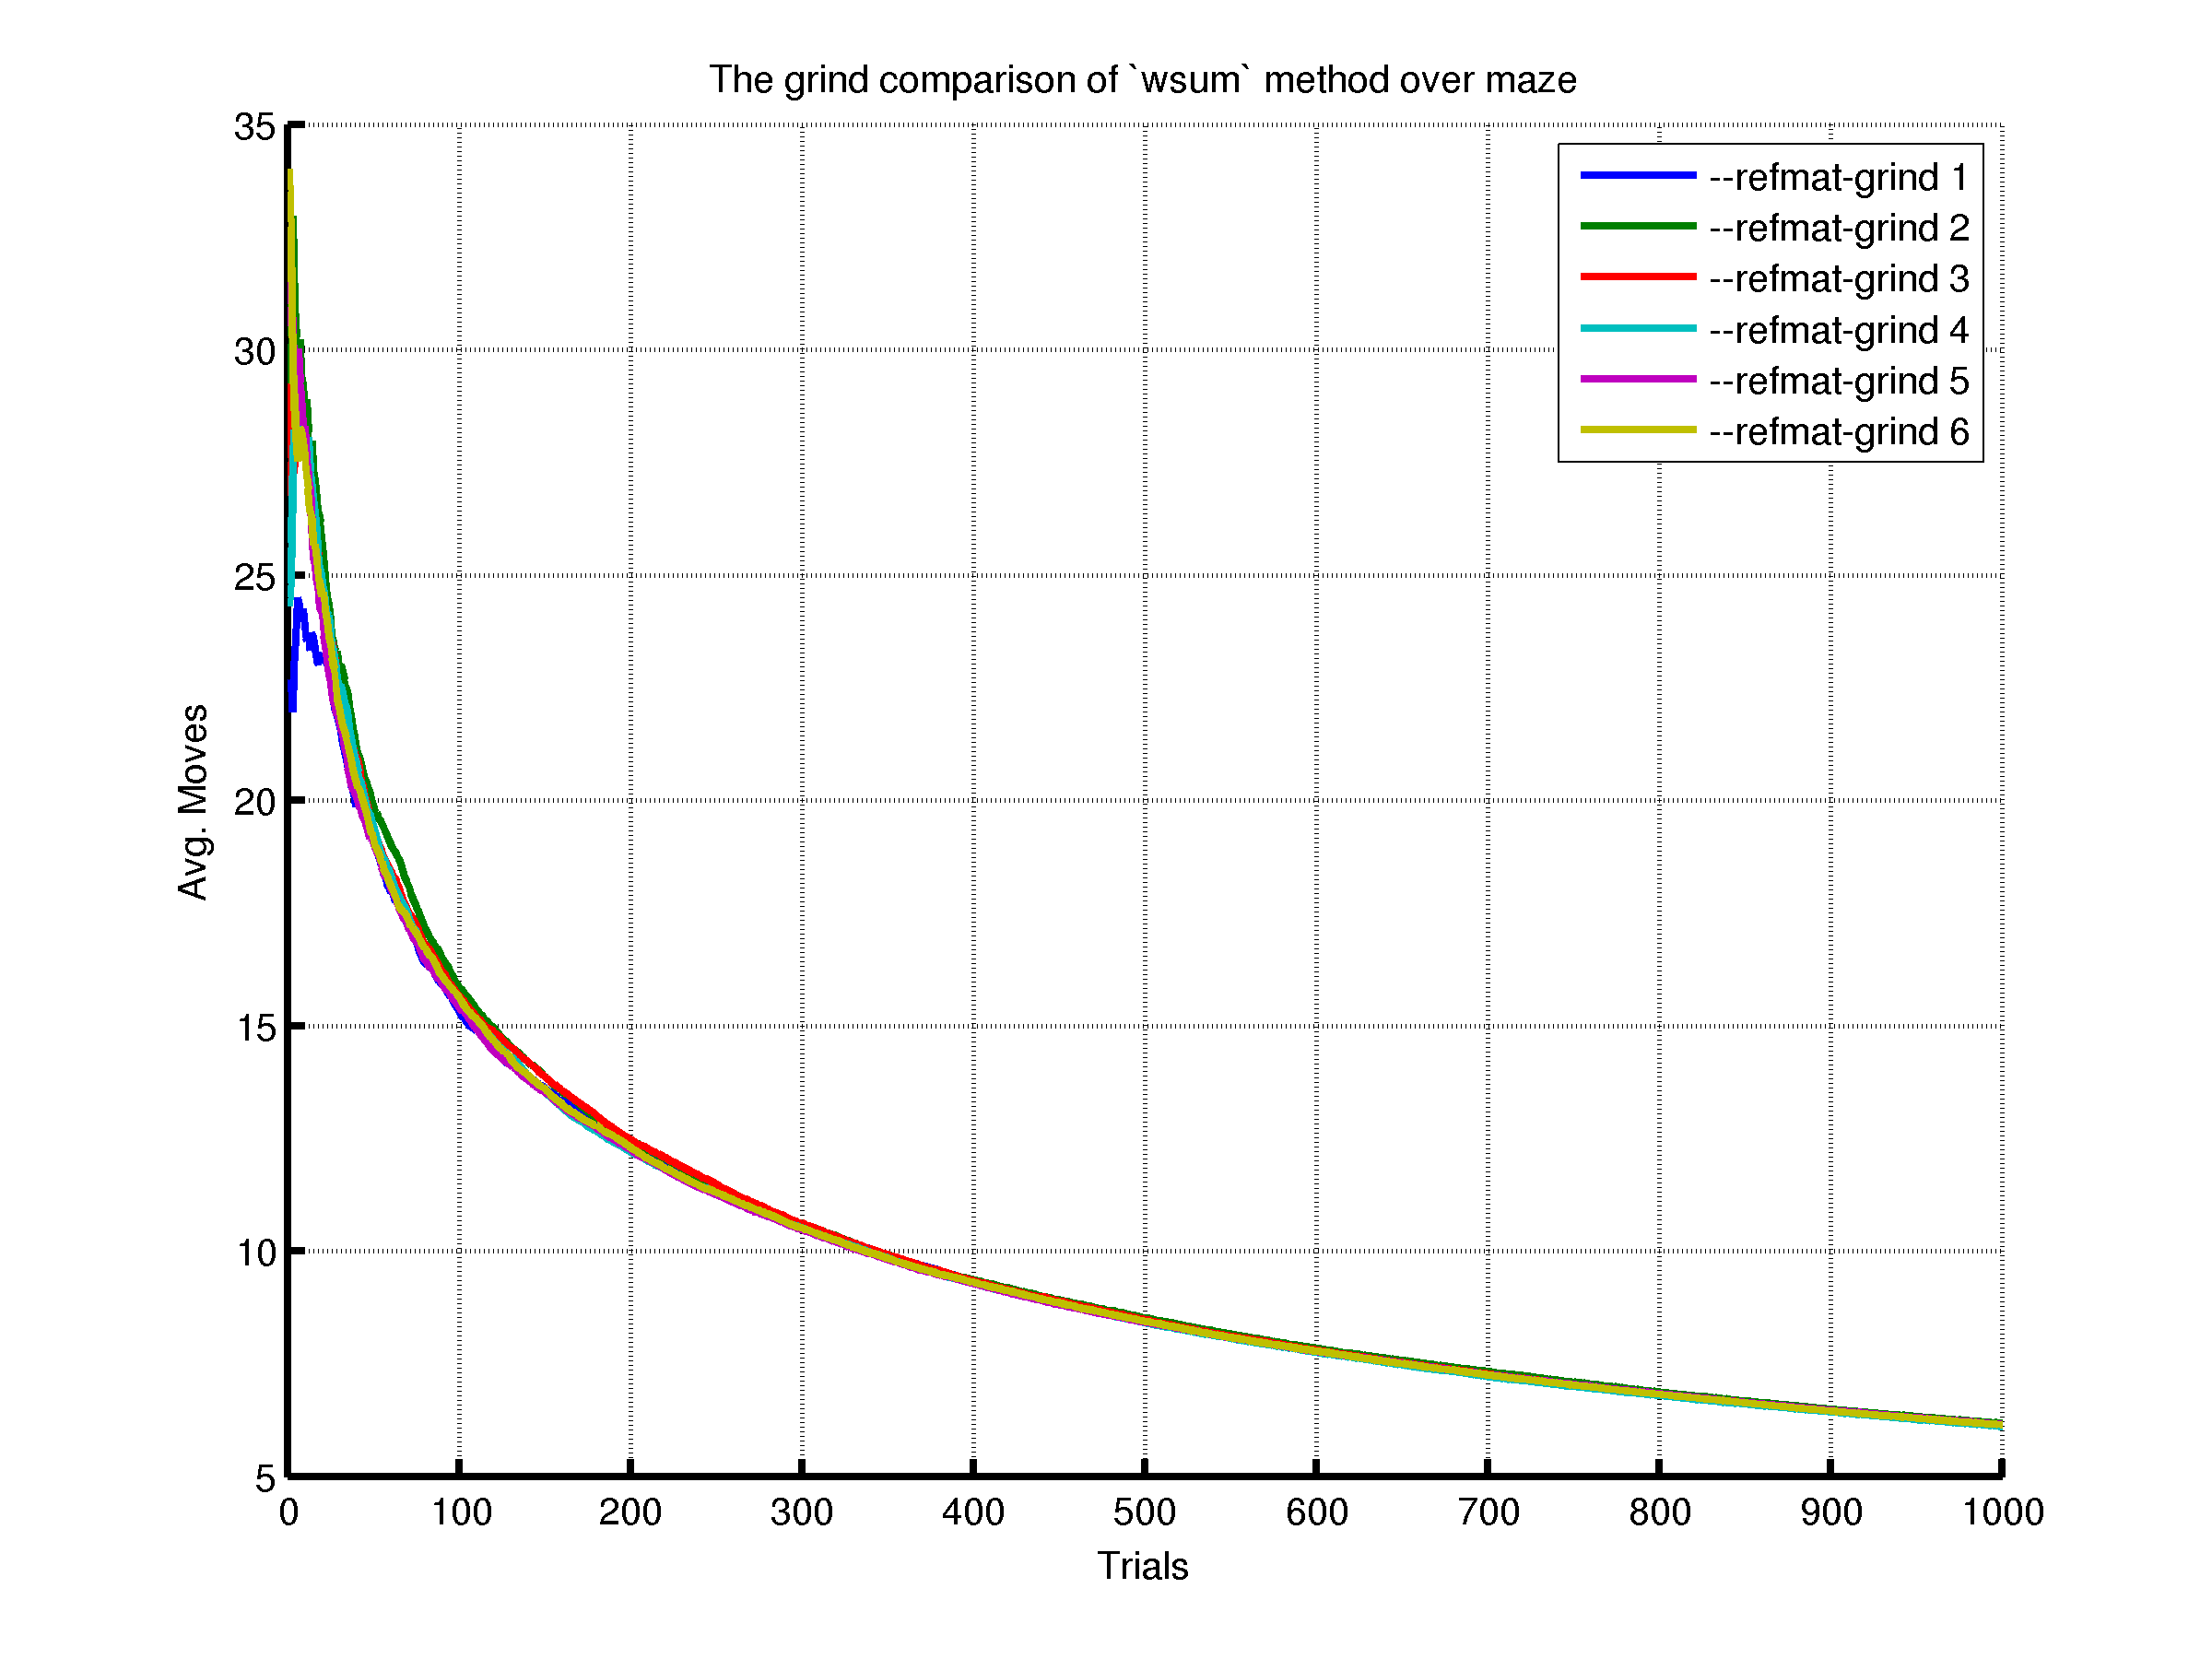 The grind comparison of `wsum` method over maze
35
30
25
20
15
10
5
Avg. Moves
--refmat-grind 1
--refmat-grind 2
--refmat-grind 3
--refmat-grind 4
--refmat-grind 5
--refmat-grind 6
0 100 200 300 400 500 600 700 800 900 1000
Trials